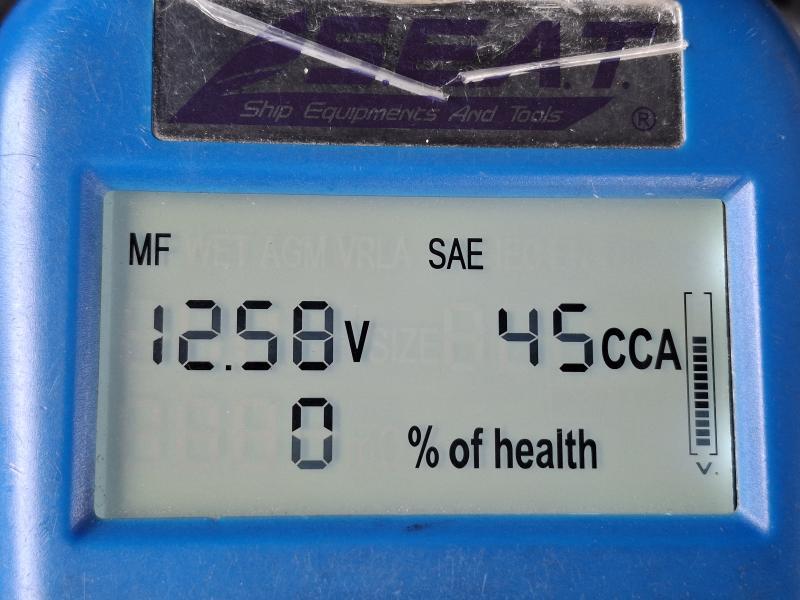 S.E.A.T.
Ship Equipments And Tools ®
MF SAE
12.58 V 45 CCA
0 % of health
V.